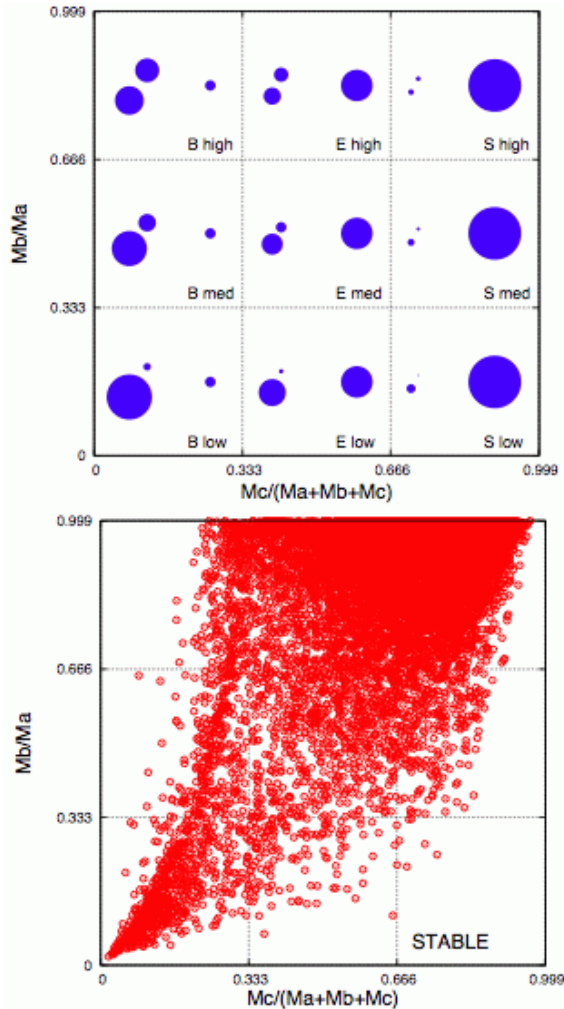 0.999
B high E high S high
0.666
Mb/Ma
B med E med S med
0.333
B low E low S low
0
0 0.333 0.666 0.999
Mc/(Ma+Mb+Mc)
0.999
0.666
Mb/Ma
0.333
STABLE
0
0 0.333 0.666 0.999
Mc/(Ma+Mb+Mc)